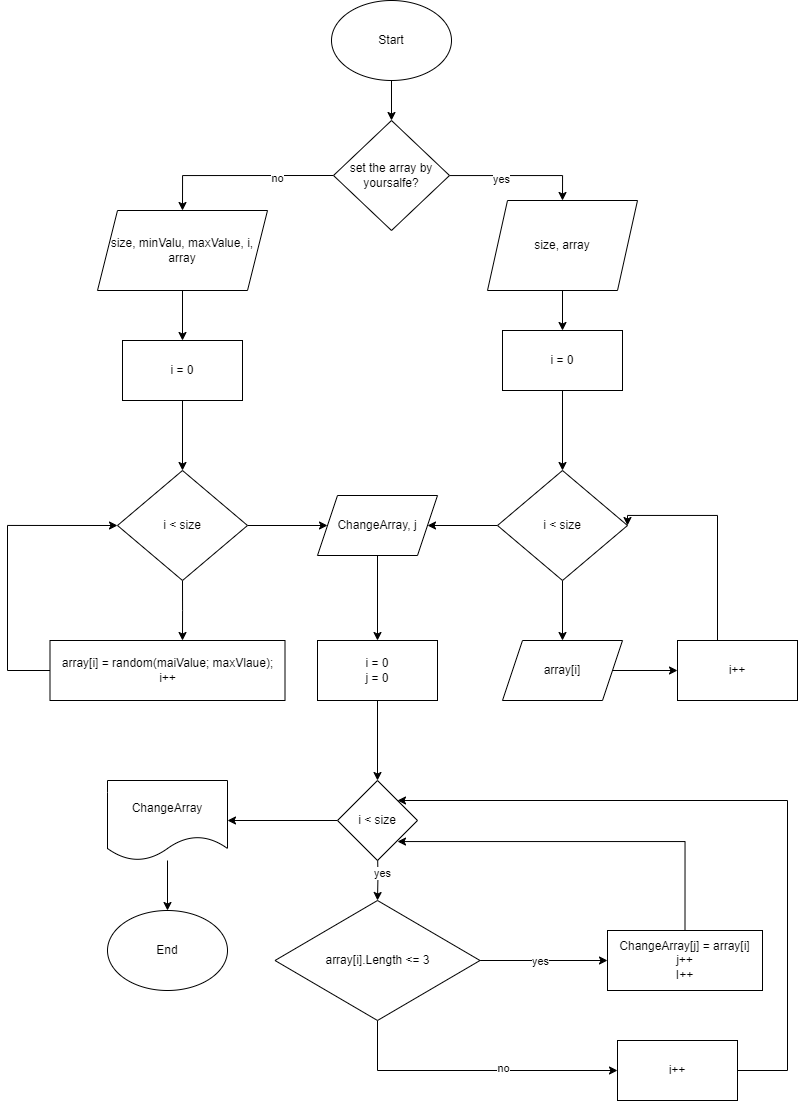 Start
set the array by
yoursalfe?
no
yes
size, minValu, maxValue, i,
array
size, array
i = 0
i = 0
i < size
ChangeArray, j
i < size
array[i] = random(maiValue; maxVlaue);
i++
i = 0
j = 0
array[i]
i++
ChangeArray
i < size
yes
End
array[i].Length <= 3
yes
ChangeArray[j] = array[i]
j++
I++
no
i++